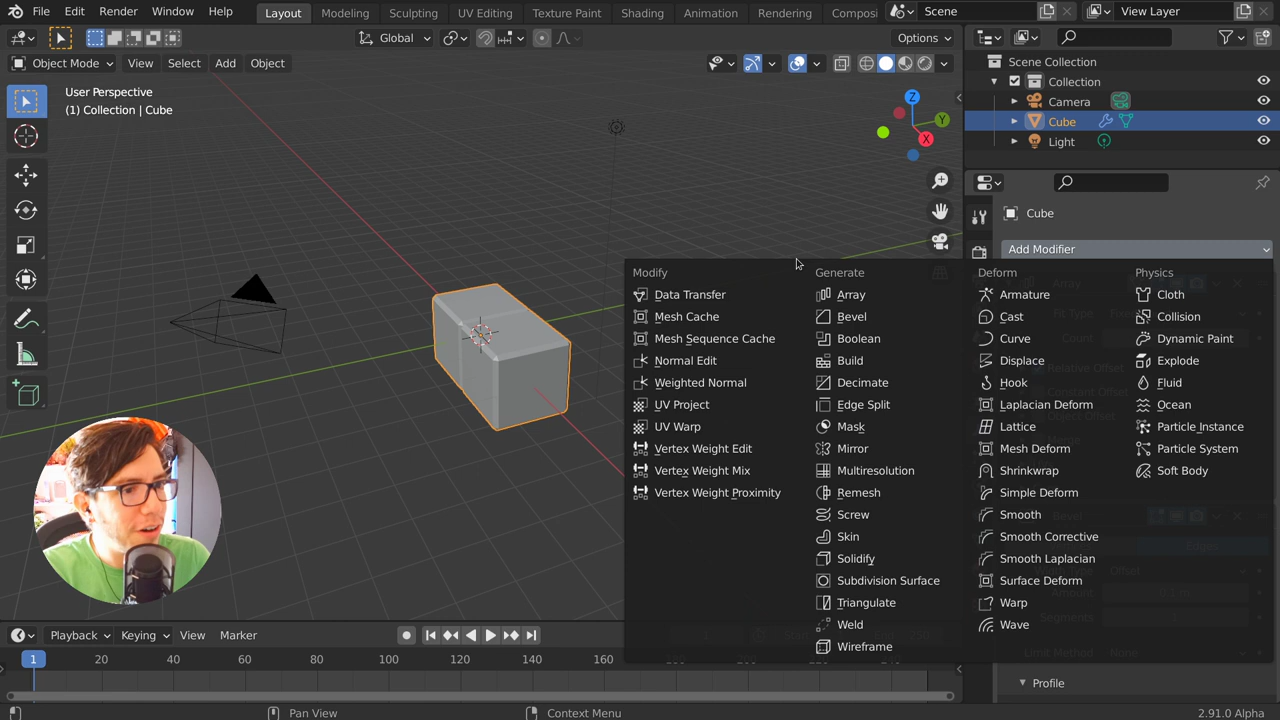 File Edit Render Window Help Layout Modeling Sculpting UV Editing Texture Paint Shading Animation Rendering Composi Scene View Layer
Global Options
Object Mode View Select Add Object
User Perspective
(1) Collection | Cube
Z
Y
X
Scene Collection
Collection
Camera
Cube
Light
Cube
Add Modifier
Modify
Data Transfer
Mesh Cache
Mesh Sequence Cache
Normal Edit
Weighted Normal
UV Project
UV Warp
Vertex Weight Edit
Vertex Weight Mix
Vertex Weight Proximity
Generate
Array
Bevel
Boolean
Build
Decimate
Edge Split
Mask
Mirror
Multiresolution
Remesh
Screw
Skin
Solidify
Subdivision Surface
Triangulate
Weld
Wireframe
Deform
Armature
Cast
Curve
Displace
Hook
Laplacian Deform
Lattice
Mesh Deform
Shrinkwrap
Simple Deform
Smooth
Smooth Corrective
Smooth Laplacian
Surface Deform
Warp
Wave
Physics
Cloth
Collision
Dynamic Paint
Explode
Fluid
Ocean
Particle Instance
Particle System
Soft Body
Profile
Playback Keying View Marker
1 20 40 60 80 100 120 140 160
Pan View Context Menu 2.91.0 Alpha